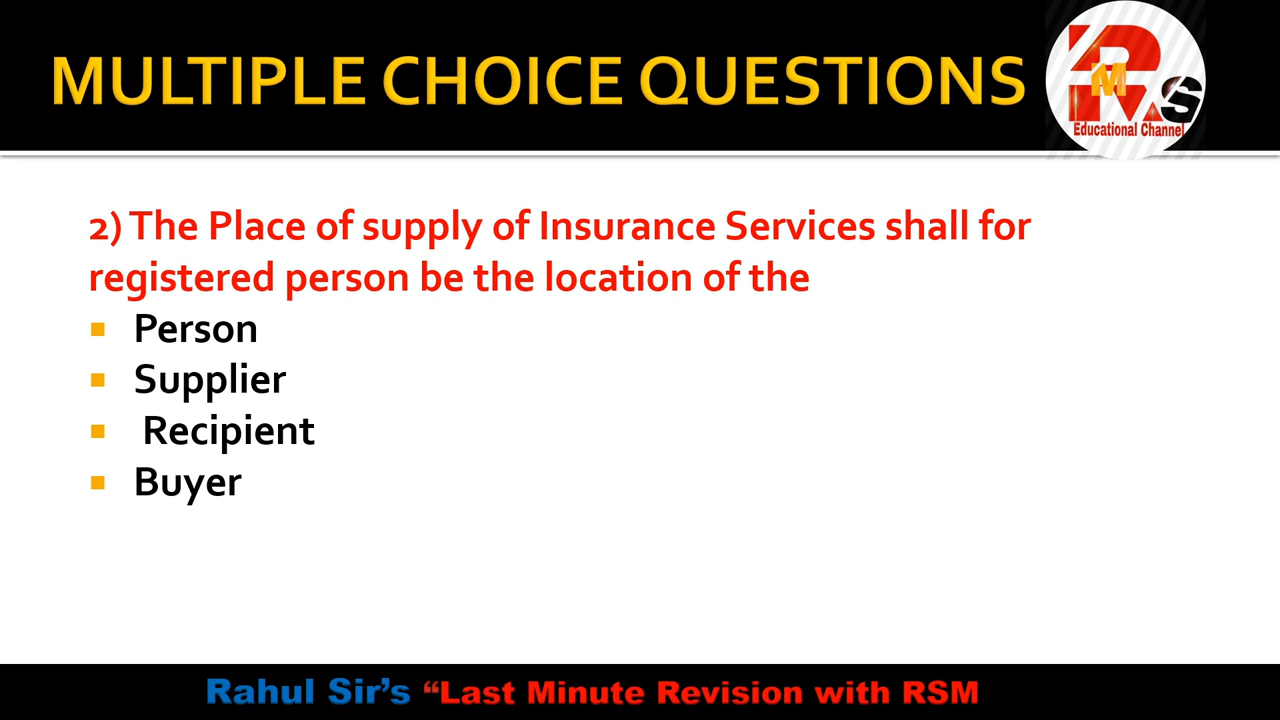 MULTIPLE CHOICE QUESTIONS
RMS
Educational Channel
2) The Place of supply of Insurance Services shall for
registered person be the location of the
Person
Supplier
Recipient
Buyer
Rahul Sir's “Last Minute Revision with RSM